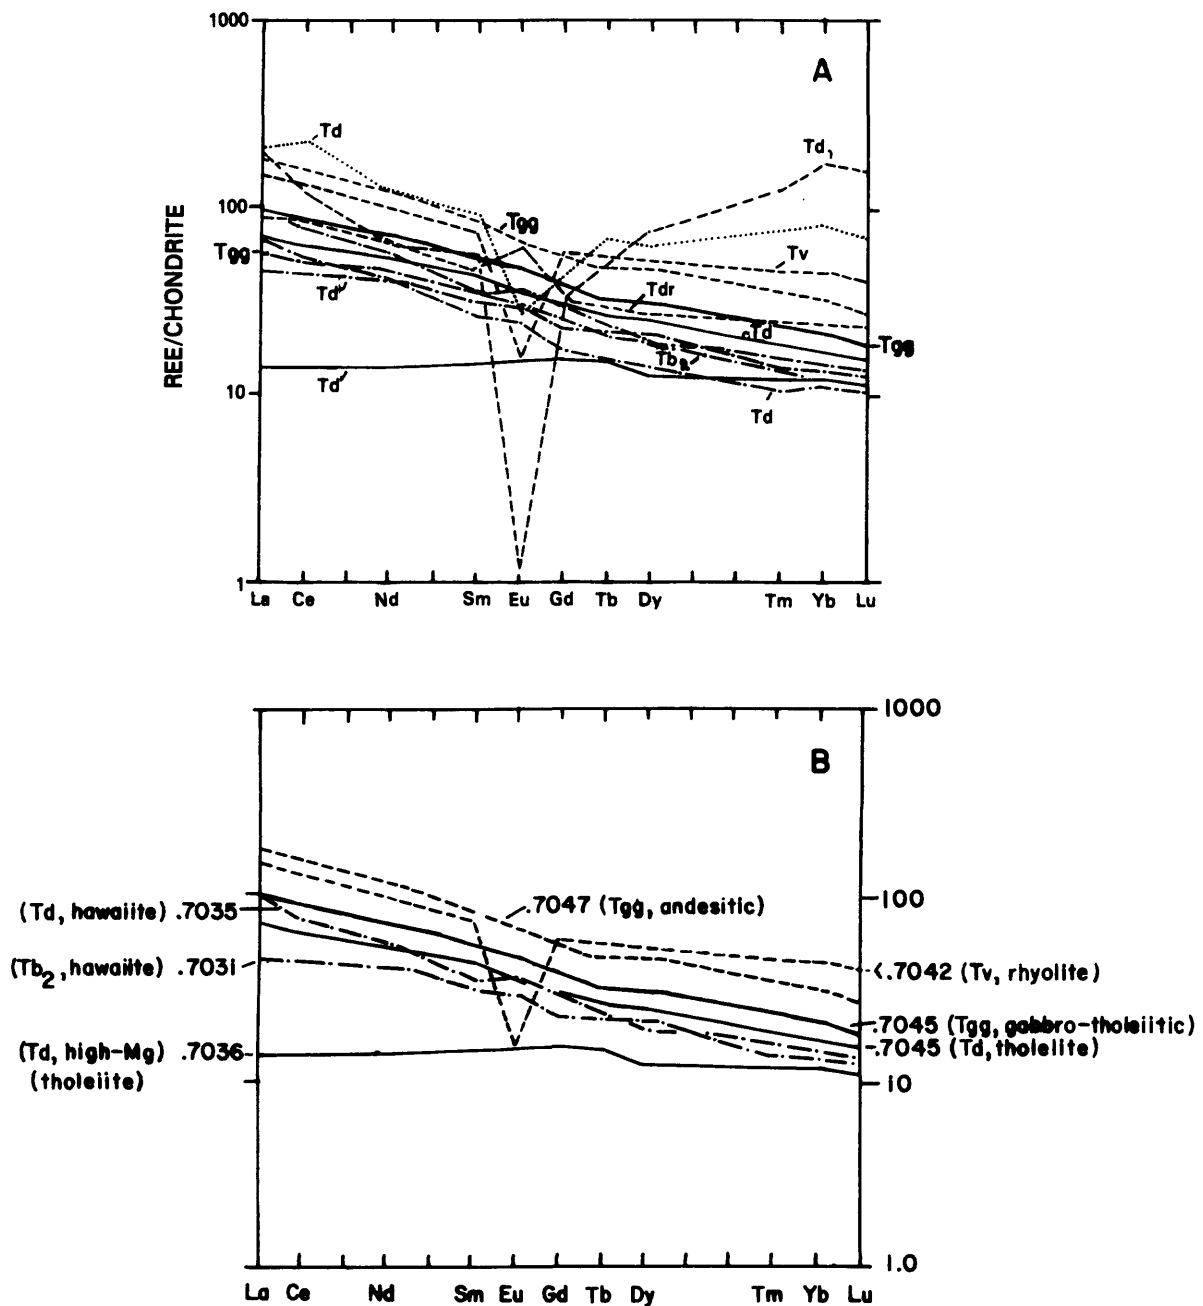 1000
A
Td
Td,
100
Tgg
Tgg
Tv
Td
Tdr
Td
Tgg
Tb2
Td
10
Td
REE/CHONDRITE
1
La Ce Nd Sm Eu Gd Tb Dy Tm Yb Lu
1000
B
100
.7047 (Tgg, andesitic)
(Td, hawaiite) .7035
(Tb2, hawaiite) .7031
.7042 (Tv, rhyolite)
.7045 (Tgg, gabbro-tholeiitic)
(Td, high-Mg) .7036
.7045 (Td, tholeiite)
(tholeiite)
10
1.0
La Ce Nd Sm Eu Gd Tb Dy Tm Yb Lu